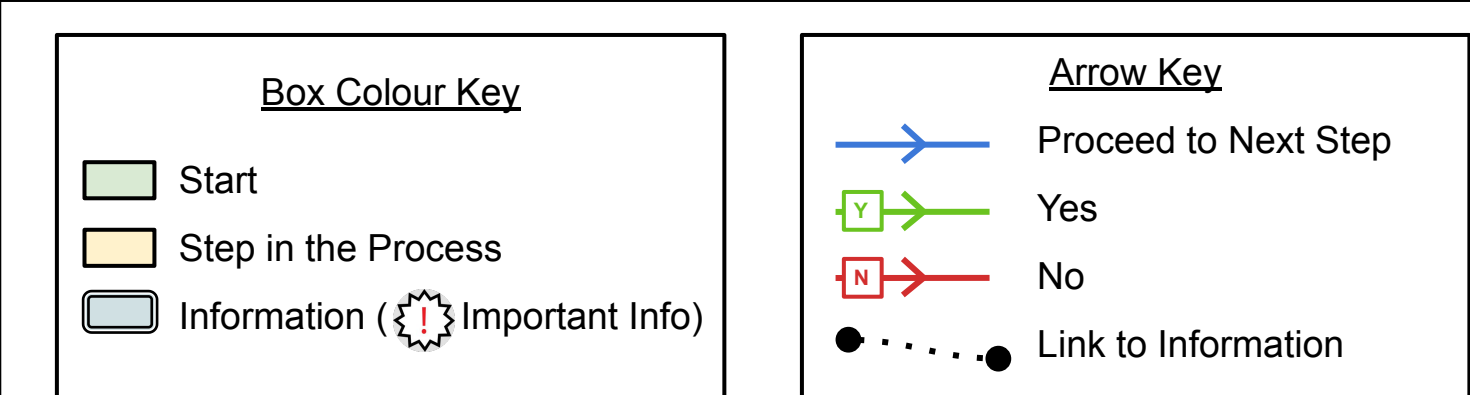 Box Colour Key
Start
Step in the Process
Information ( ! Important Info)
Arrow Key
Proceed to Next Step
Y Yes
N No
Link to Information